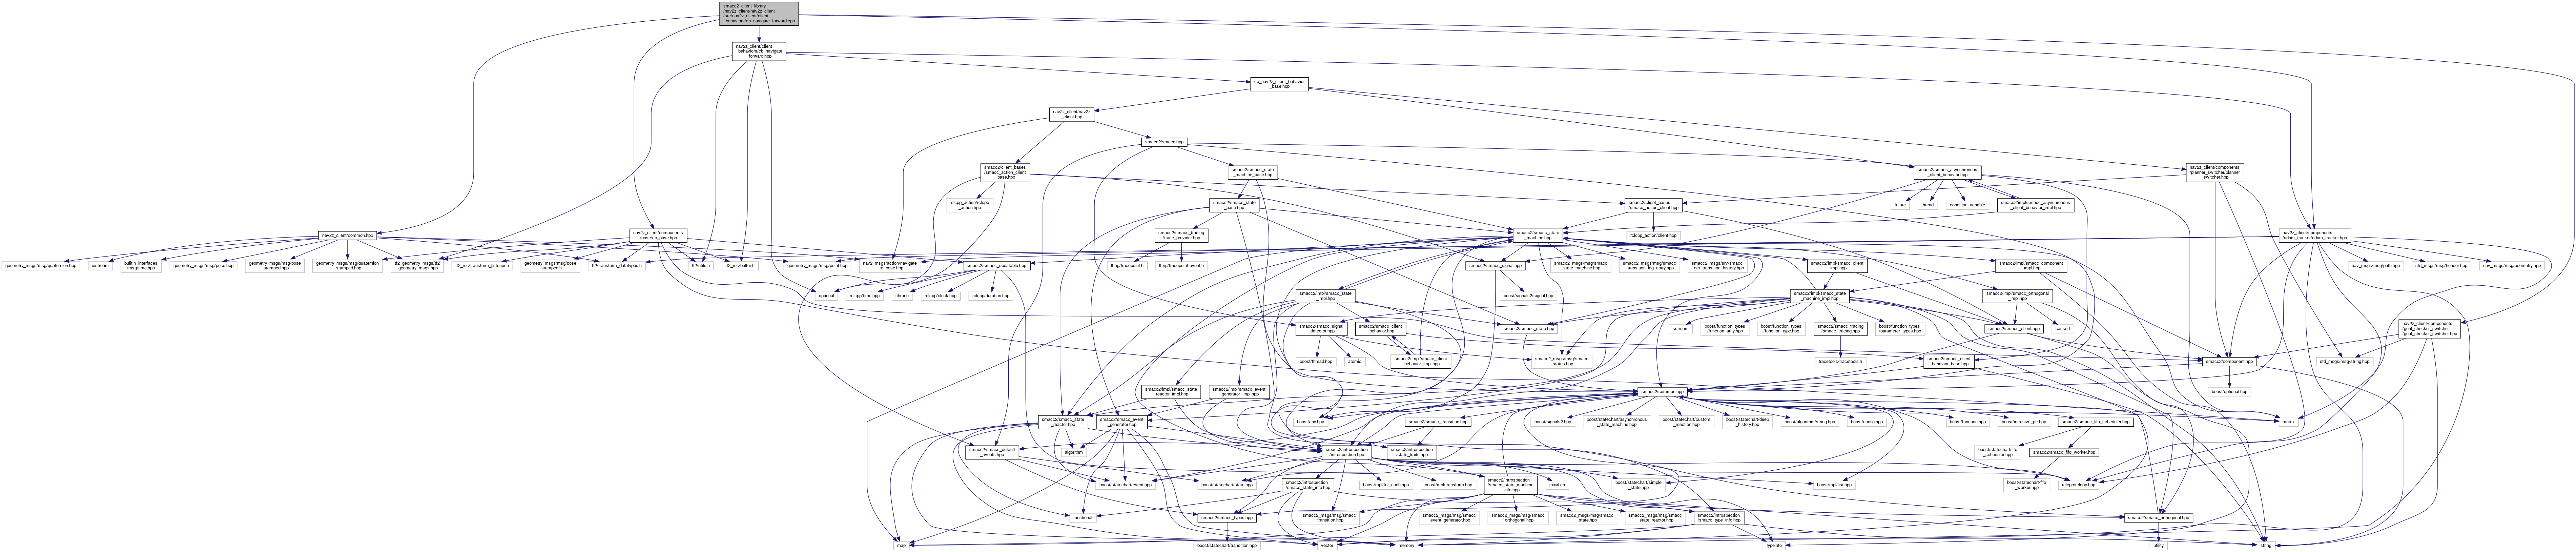 smacc2_client_library
/nav2z_client/nav2z_client
/src/nav2z_client/client
_behaviors/cb_navigate_forward.cpp
nav2z_client/client
_behaviors/cb_navigate
_forward.hpp
cb_nav2z_client_behavior
_base.hpp
nav2z_client/nav2z
_client.hpp
smacc2/smacc.hpp
smacc2/client_bases
/smacc_action_client
_base.hpp
smacc2/smacc_state
_machine_base.hpp
smacc2/smacc_asynchronous
_client_behavior.hpp
nav2z_client/components
/planner_switcher/planner
_switcher.hpp
rclcpp_action/rclcpp
_action.hpp
smacc2/smacc_state
_base.hpp
smacc2/client_bases
/smacc_action_client.hpp
future
thread
condition_variable
smacc2/impl/smacc_asynchronous
_client_behavior_impl.hpp
nav2z_client/common.hpp
nav2z_client/components
/pose/cp_pose.hpp
smacc2/smacc_tracing
/trace_provider.hpp
smacc2/smacc_state
_machine.hpp
rclcpp_action/client.hpp
nav2z_client/components
/odom_tracker/odom_tracker.hpp
geometry_msgs/msg/quaternion.hpp
iostream
builtin_interfaces
/msg/time.hpp
geometry_msgs/msg/pose.hpp
geometry_msgs/msg/pose
_stamped.hpp
geometry_msgs/msg/quaternion
_stamped.hpp
tf2_geometry_msgs/tf2
_geometry_msgs.hpp
tf2_ros/transform_listener.h
geometry_msgs/msg/pose
_stamped.h
tf2/transform_datatypes.h
tf2/utils.h
tf2_ros/buffer.h
geometry_msgs/msg/point.hpp
nav2_msgs/action/navigate
_to_pose.hpp
smacc2/smacc_updatable.hpp
lttng/tracepoint.h
lttng/tracepoint-event.h
smacc2/smacc_signal.hpp
smacc2_msgs/msg/smacc
_state_machine.hpp
smacc2_msgs/msg/smacc
_transition_log_entry.hpp
smacc2_msgs/srv/smacc
_get_transition_history.hpp
smacc2/impl/smacc_client
_impl.hpp
smacc2/impl/smacc_component
_impl.hpp
nav_msgs/msg/path.hpp
std_msgs/msg/header.hpp
nav_msgs/msg/odometry.hpp
optional
rclcpp/time.hpp
chrono
rclcpp/clock.hpp
rclcpp/duration.hpp
smacc2/impl/smacc_state
_impl.hpp
boost/signals2/signal.hpp
smacc2/impl/smacc_state
_machine_impl.hpp
smacc2/impl/smacc_orthogonal
_impl.hpp
smacc2/smacc_signal
_detector.hpp
smacc2/smacc_client
_behavior.hpp
smacc2/smacc_state.hpp
sstream
boost/function_types
/function_arity.hpp
boost/function_types
/function_type.hpp
smacc2/smacc_tracing
/smacc_tracing.hpp
boost/function_types
/parameter_types.hpp
smacc2/smacc_client.hpp
cassert
nav2z_client/components
/goal_checker_switcher
/goal_checker_switcher.hpp
boost/thread.hpp
atomic
smacc2/impl/smacc_client
_behavior_impl.hpp
smacc2_msgs/msg/smacc
_status.hpp
tracetools/tracetools.h
smacc2/smacc_client
_behavior_base.hpp
smacc2/component.hpp
std_msgs/msg/string.hpp
smacc2/impl/smacc_state
_reactor_impl.hpp
smacc2/impl/smacc_event
_generator_impl.hpp
smacc2/common.hpp
boost/optional.hpp
smacc2/smacc_state
_reactor.hpp
smacc2/smacc_event
_generator.hpp
boost/any.hpp
smacc2/smacc_transition.hpp
boost/signals2.hpp
boost/statechart/asynchronous
_state_machine.hpp
boost/statechart/custom
_reaction.hpp
boost/statechart/deep
_history.hpp
boost/algorithm/string.hpp
boost/config.hpp
boost/function.hpp
boost/intrusive_ptr.hpp
smacc2/smacc_fifo_scheduler.hpp
mutex
smacc2/smacc_default
_events.hpp
algorithm
smacc2/introspection
/introspection.hpp
smacc2/introspection
/state_traits.hpp
boost/statechart/fifo
_scheduler.hpp
smacc2/smacc_fifo_worker.hpp
boost/statechart/event.hpp
boost/statechart/state.hpp
smacc2/introspection
/smacc_state_info.hpp
boost/mpl/for_each.hpp
boost/mpl/transform.hpp
smacc2/introspection
/smacc_state_machine
_info.hpp
cxxabi.h
boost/statechart/simple
_state.hpp
boost/mpl/list.hpp
boost/statechart/fifo
_worker.hpp
rclcpp/rclcpp.hpp
functional
smacc2/smacc_types.hpp
smacc2_msgs/msg/smacc
_transition.hpp
smacc2_msgs/msg/smacc
_event_generator.hpp
smacc2_msgs/msg/smacc
_orthogonal.hpp
smacc2_msgs/msg/smacc
_state.hpp
smacc2_msgs/msg/smacc
_state_reactor.hpp
smacc2/introspection
/smacc_type_info.hpp
smacc2/smacc_orthogonal.hpp
map
boost/statechart/transition.hpp
vector
memory
typeinfo
utility
string